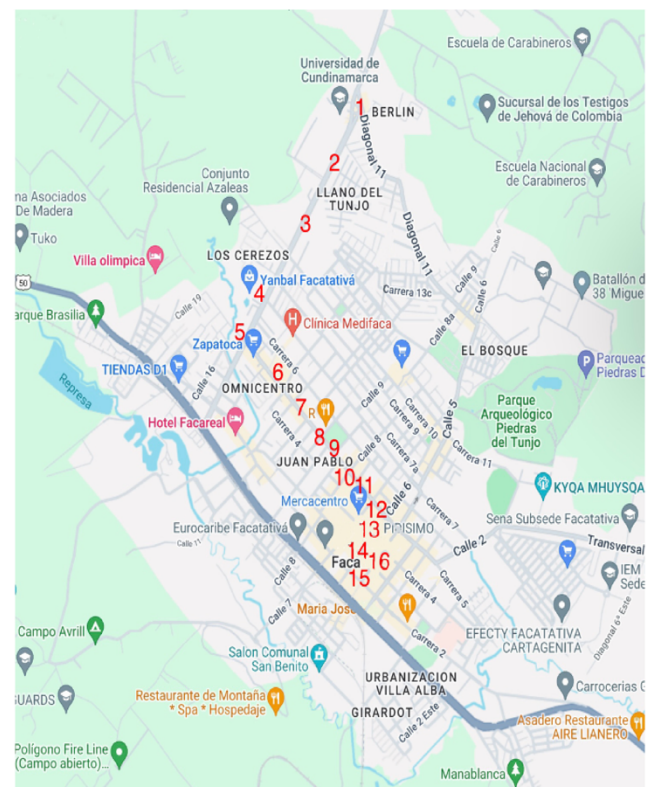 Escuela de Carabineros
Universidad de
Cundinamarca
1
BERLIN
Sucursal de los Testigos
de Jehová de Colombia
Diagonal 11
2
Conjunto
Residencial Azaleas
Escuela Nacional
de Carabineros
LLANO DEL
TUNJO
na Asociados
De Madera
Tuko
3
Diagonal 11
Calle 6
LOS CEREZOS
Villa olimpica
Yanbal Facatativá
4
50
Carrera 13c
Calle 9
Calle 6
Batallón d
38 Migue
Calle 19
arque Brasilia
Clínica Medifaca
Calle 8a
5
Zapatoca
Carrera 6
EL BOSQUE
Parquead
Piedras D
TIENDAS D1
6
Calle 16
OMNICENTRO
Calle 9
Represa
7
R
Parque
Arqueológico
Piedras
del Tunjo
Hotel Facareal
Carrera 4
8
Carrera 10
Carrera 9
Calle 5
9
Calle 8
JUAN PABLO
Carrera 7a
Carrera 11
10
11
Calle 6
KYQA MHUYSQA
Mercacentro
12
Carrera 7
Sena Subsede Facatativá
Eurocaribe Facatativá
13
PIDISIMO
Calle 2
Transversal
Calle 11
14
Faca
16
15
IEM
Sede
Calle 8
Carrera 4
Carrera 5
Calle 7
Maria José
Campo Avrill
Carrera 2
EFECTY FACATATIVA
CARTAGENITA
Diagonal 6ª Este
Salon Comunal
San Benito
URBANIZACION
VILLA ALBA
Carrocerias G
GUARDS
Restaurante de Montaña
* Spa * Hospedaje
GIRARDOT
Calle 2 Este
Asadero Restaurante
AIRE LIANERO
Polígono Fire Line
(Campo abierto)...
Manablanca